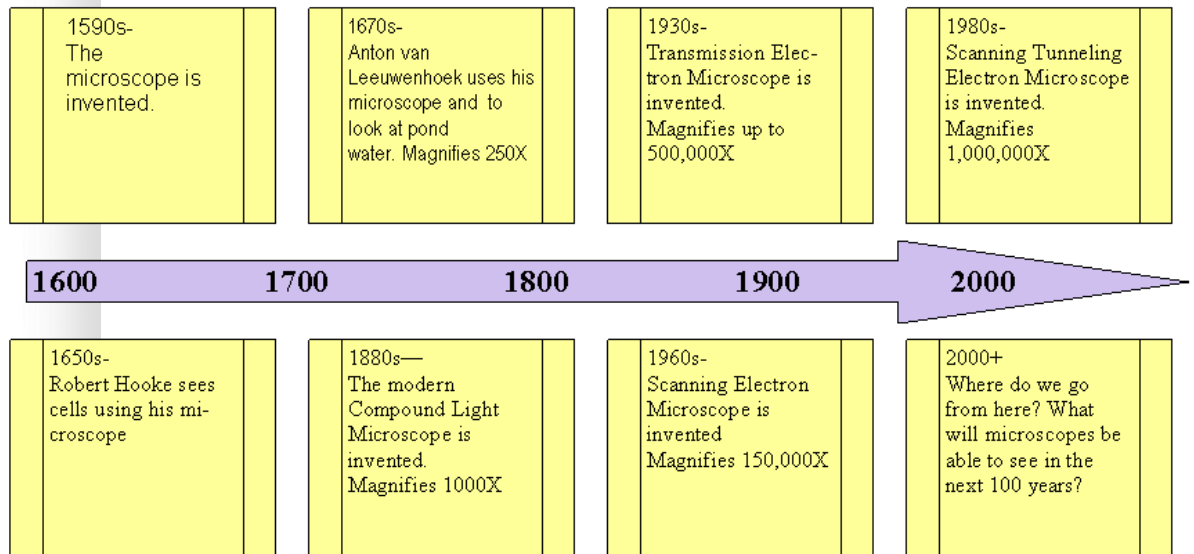 1590s-
The
microscope is
invented.
1670s-
Anton van
Leeuwenhoek uses his
microscope and to
look at pond
water. Magnifies 250X
1930s-
Transmission Elec-
tron Microscope is
invented.
Magnifies up to
500,000X
1980s-
Scanning Tunneling
Electron Microscope
is invented.
Magnifies
1,000,000X
1600 1700 1800 1900 2000
1650s-
Robert Hooke sees
cells using his mi-
croscope
1880s—
The modern
Compound Light
Microscope is
invented.
Magnifies 1000X
1960s-
Scanning Electron
Microscope is
invented
Magnifies 150,000X
2000+
Where do we go
from here? What
will microscopes be
able to see in the
next 100 years?